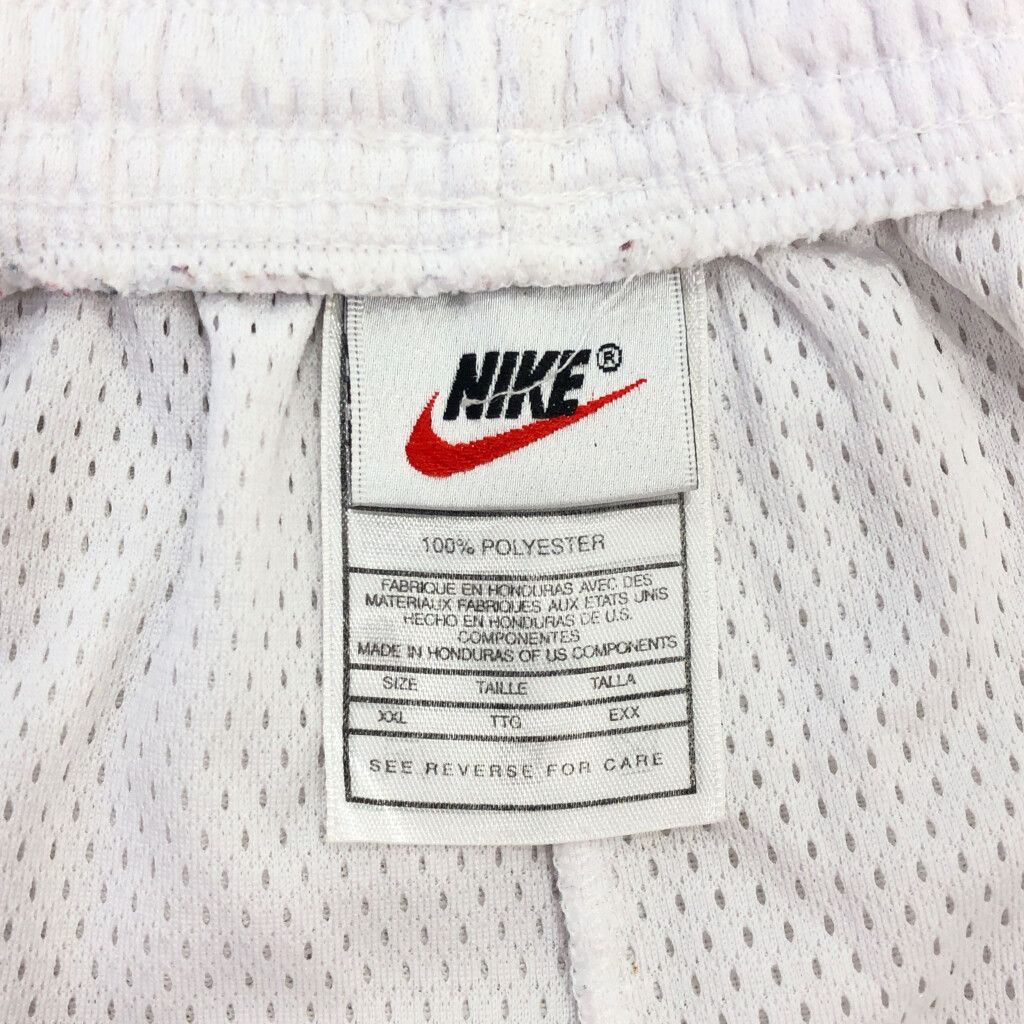 NIKE®
100% POLYESTER
FABRIQUE EN HONDURAS AVEC DES
MATERIAUX FABRIQUES AUX ETATS UNIS
HECHO EN HONDURAS DE U.S.
COMPONENTES
MADE IN HONDURAS OF US COMPONENTS
SIZE TAILLE TALLA
XXL TTG EXX
SEE REVERSE FOR CARE